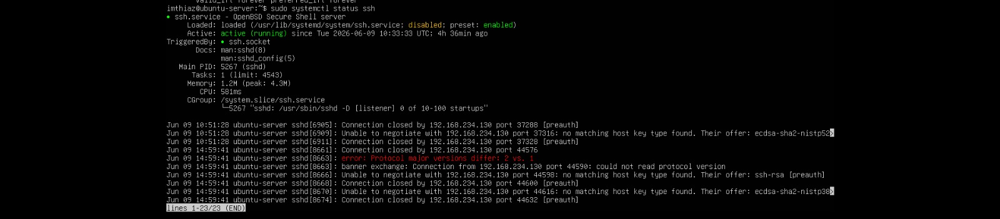 valid_lft forever preferred_lft forever
imthiaz@ubuntu-server:~$ sudo systemctl status ssh
● ssh.service - OpenBSD Secure Shell server
Loaded: loaded (/usr/lib/systemd/system/ssh.service; disabled; preset: enabled)
Active: active (running) since Tue 2026-06-09 10:33:33 UTC; 4h 36min ago
TriggeredBy: ● ssh.socket
Docs: man:sshd(8)
man:sshd_config(5)
Main PID: 5267 (sshd)
Tasks: 1 (limit: 4543)
Memory: 1.2M (peak: 4.3M)
CPU: 581ms
CGroup: /system.slice/ssh.service
└─5267 "sshd: /usr/sbin/sshd -D [listener] 0 of 10-100 startups"
Jun 09 10:51:28 ubuntu-server sshd[6905]: Connection closed by 192.168.234.130 port 37288 [preauth]
Jun 09 10:51:28 ubuntu-server sshd[6909]: Unable to negotiate with 192.168.234.130 port 37316: no matching host key type found. Their offer: ecdsa-sha2-nistp52>
Jun 09 10:51:28 ubuntu-server sshd[6911]: Connection closed by 192.168.234.130 port 37328 [preauth]
Jun 09 14:59:41 ubuntu-server sshd[8661]: Connection closed by 192.168.234.130 port 44576
Jun 09 14:59:41 ubuntu-server sshd[8663]: error: Protocol major versions differ: 2 vs. 1
Jun 09 14:59:41 ubuntu-server sshd[8663]: banner exchange: Connection from 192.168.234.130 port 44590: could not read protocol version
Jun 09 14:59:41 ubuntu-server sshd[8666]: Unable to negotiate with 192.168.234.130 port 44598: no matching host key type found. Their offer: ssh-rsa [preauth]
Jun 09 14:59:41 ubuntu-server sshd[8668]: Connection closed by 192.168.234.130 port 44600 [preauth]
Jun 09 14:59:41 ubuntu-server sshd[8670]: Unable to negotiate with 192.168.234.130 port 44616: no matching host key type found. Their offer: ecdsa-sha2-nistp38>
Jun 09 14:59:41 ubuntu-server sshd[8674]: Connection closed by 192.168.234.130 port 44632 [preauth]
lines 1-23/23 (END)